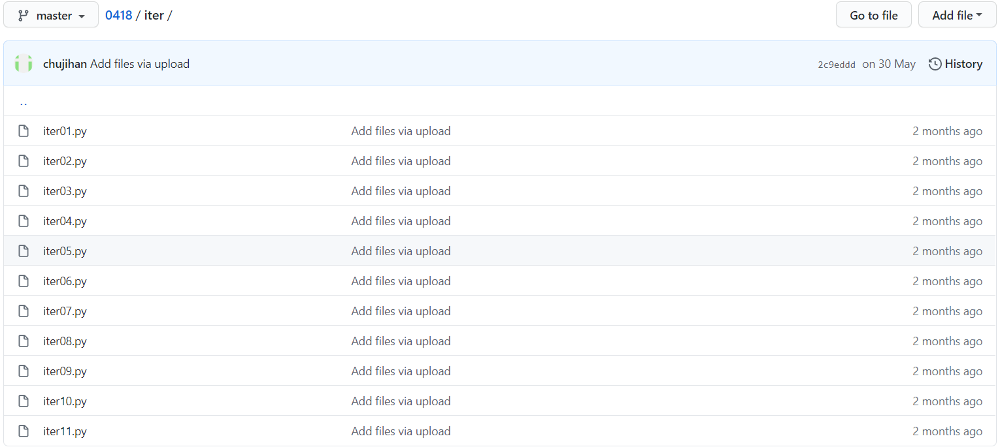 master 0418 / iter / Go to file Add file
chujihan Add files via upload 2c9eddd on 30 May History
..
iter01.py Add files via upload 2 months ago
iter02.py Add files via upload 2 months ago
iter03.py Add files via upload 2 months ago
iter04.py Add files via upload 2 months ago
iter05.py Add files via upload 2 months ago
iter06.py Add files via upload 2 months ago
iter07.py Add files via upload 2 months ago
iter08.py Add files via upload 2 months ago
iter09.py Add files via upload 2 months ago
iter10.py Add files via upload 2 months ago
iter11.py Add files via upload 2 months ago